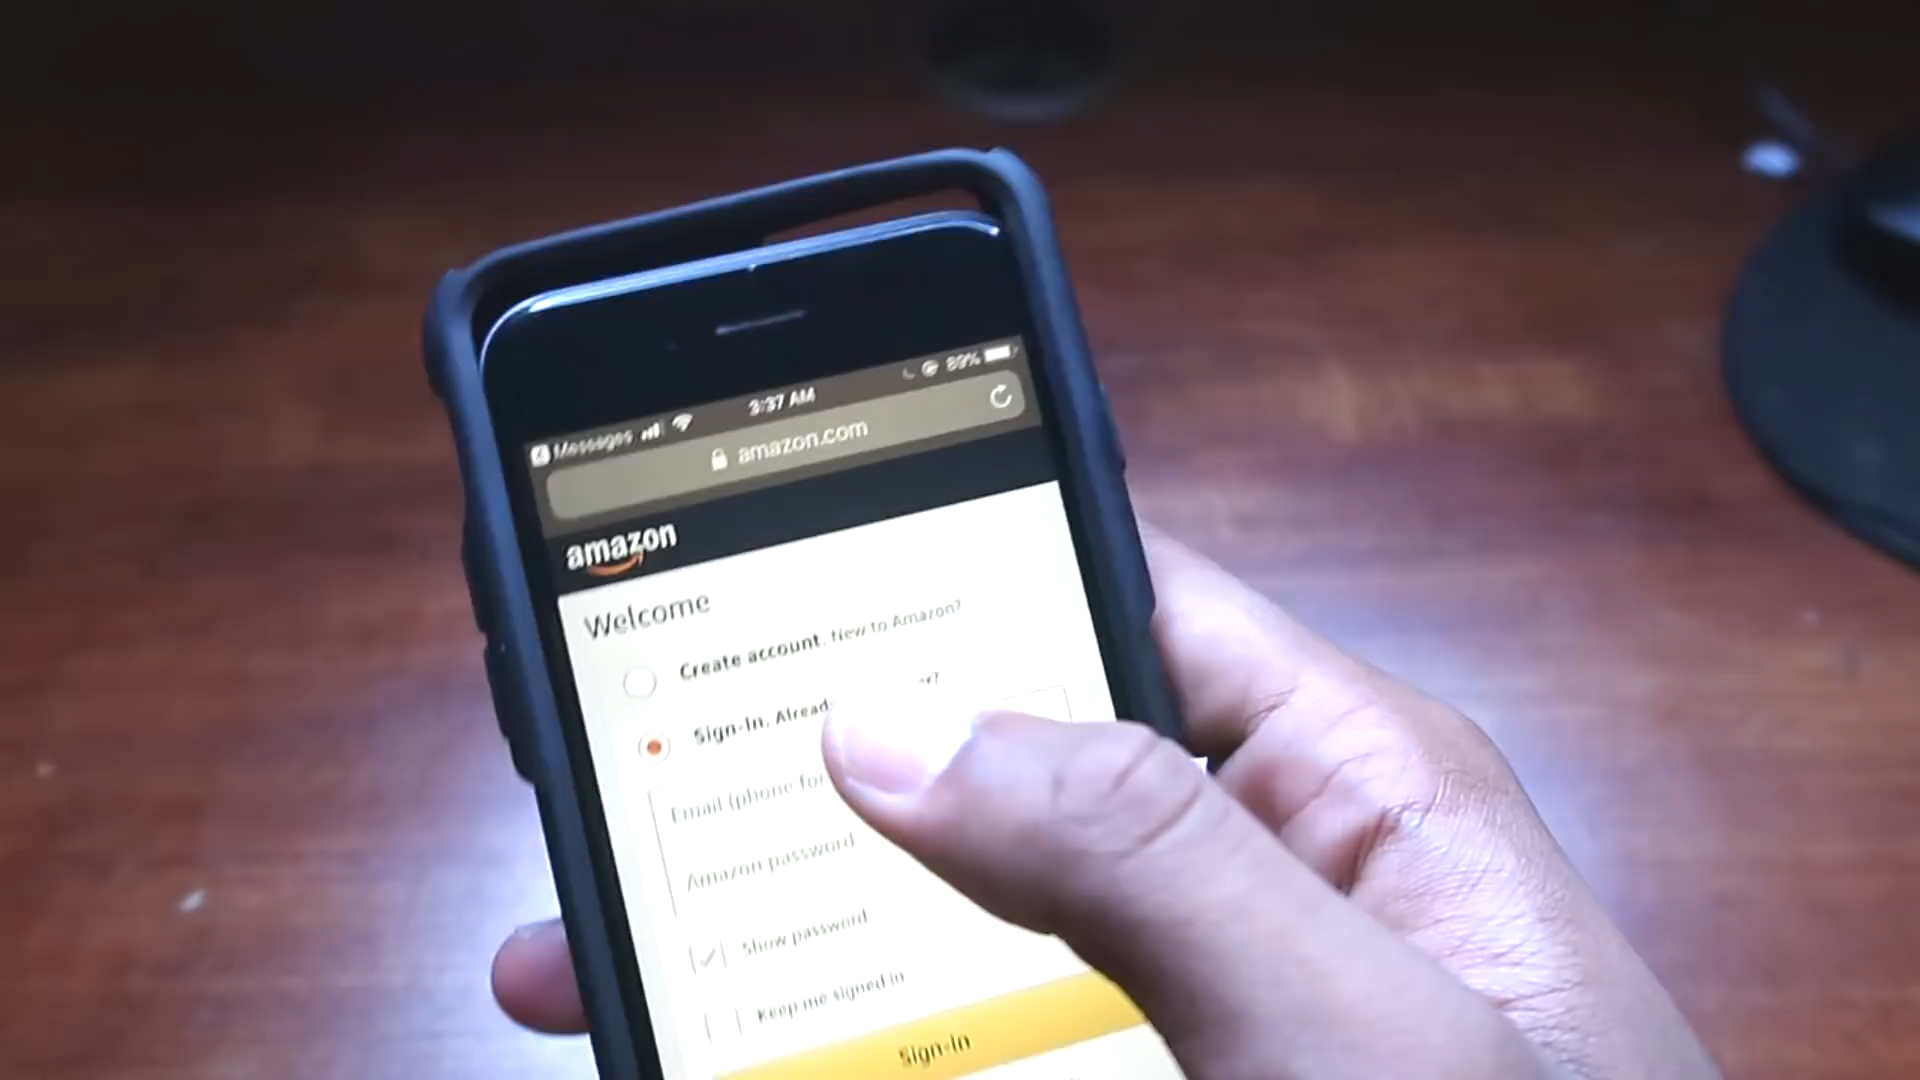 Messages 3:37 AM 89%
amazon.com
amazon
Welcome
Create account. New to Amazon?
Sign-In. Already
Email (phone for
Amazon password
Show password
Keep me signed in
Sign-In